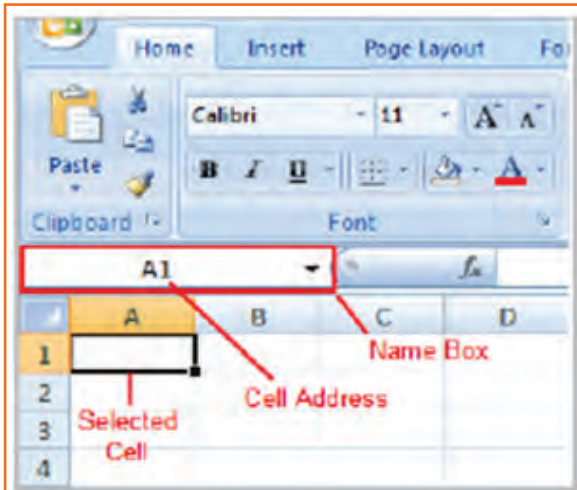 Home Insert Page Layout Fo
Calibri 11 A A
Paste
B I U A
Clipboard Font
A1 fx
A B C D
1
Name Box
2
Cell Address
3
Selected
Cell
4